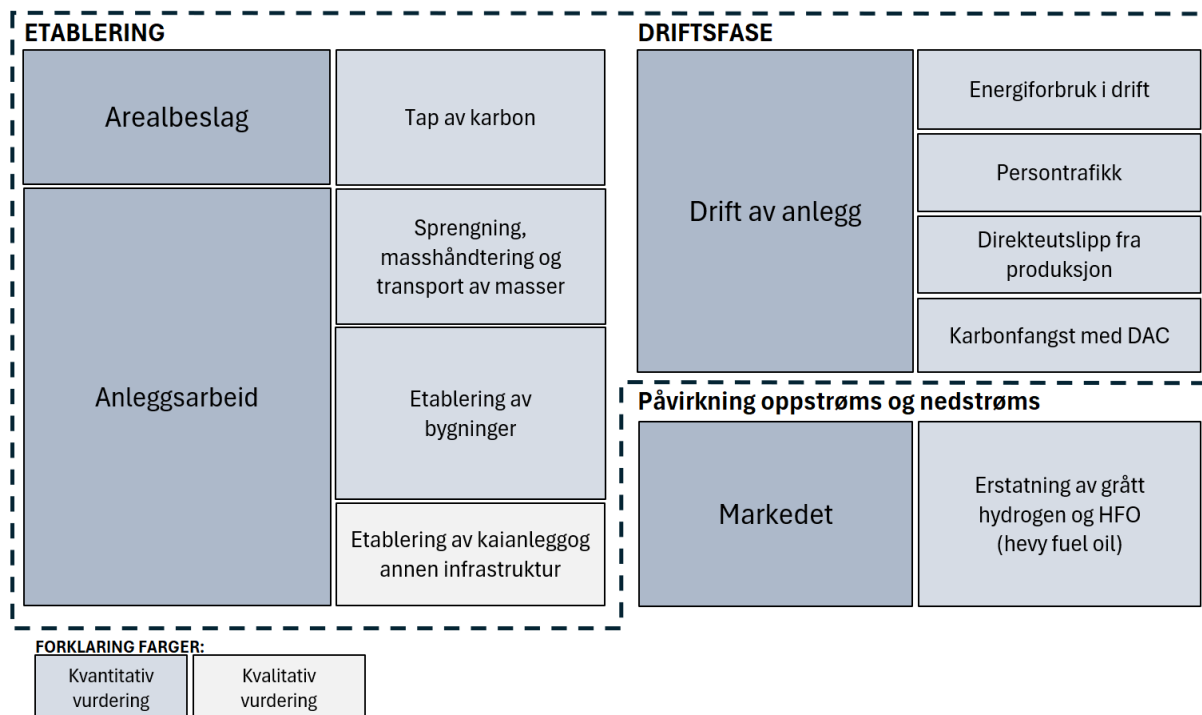 ETABLERING
Arealbeslag
Tap av karbon
Anleggsarbeid
Sprengning,
masshåndtering og
transport av masser
Etablering av
bygninger
Etablering av kaianleggog
annen infrastruktur
DRIFTSFASE
Drift av anlegg
Energiforbruk i drift
Persontrafikk
Direkteutslipp fra
produksjon
Karbonfangst med DAC
Påvirkning oppstrøms og nedstrøms
Markedet
Erstatning av grått
hydrogen og HFO
(hevy fuel oil)
FORKLARING FARGER:
Kvantitativ
vurdering
Kvalitativ
vurdering